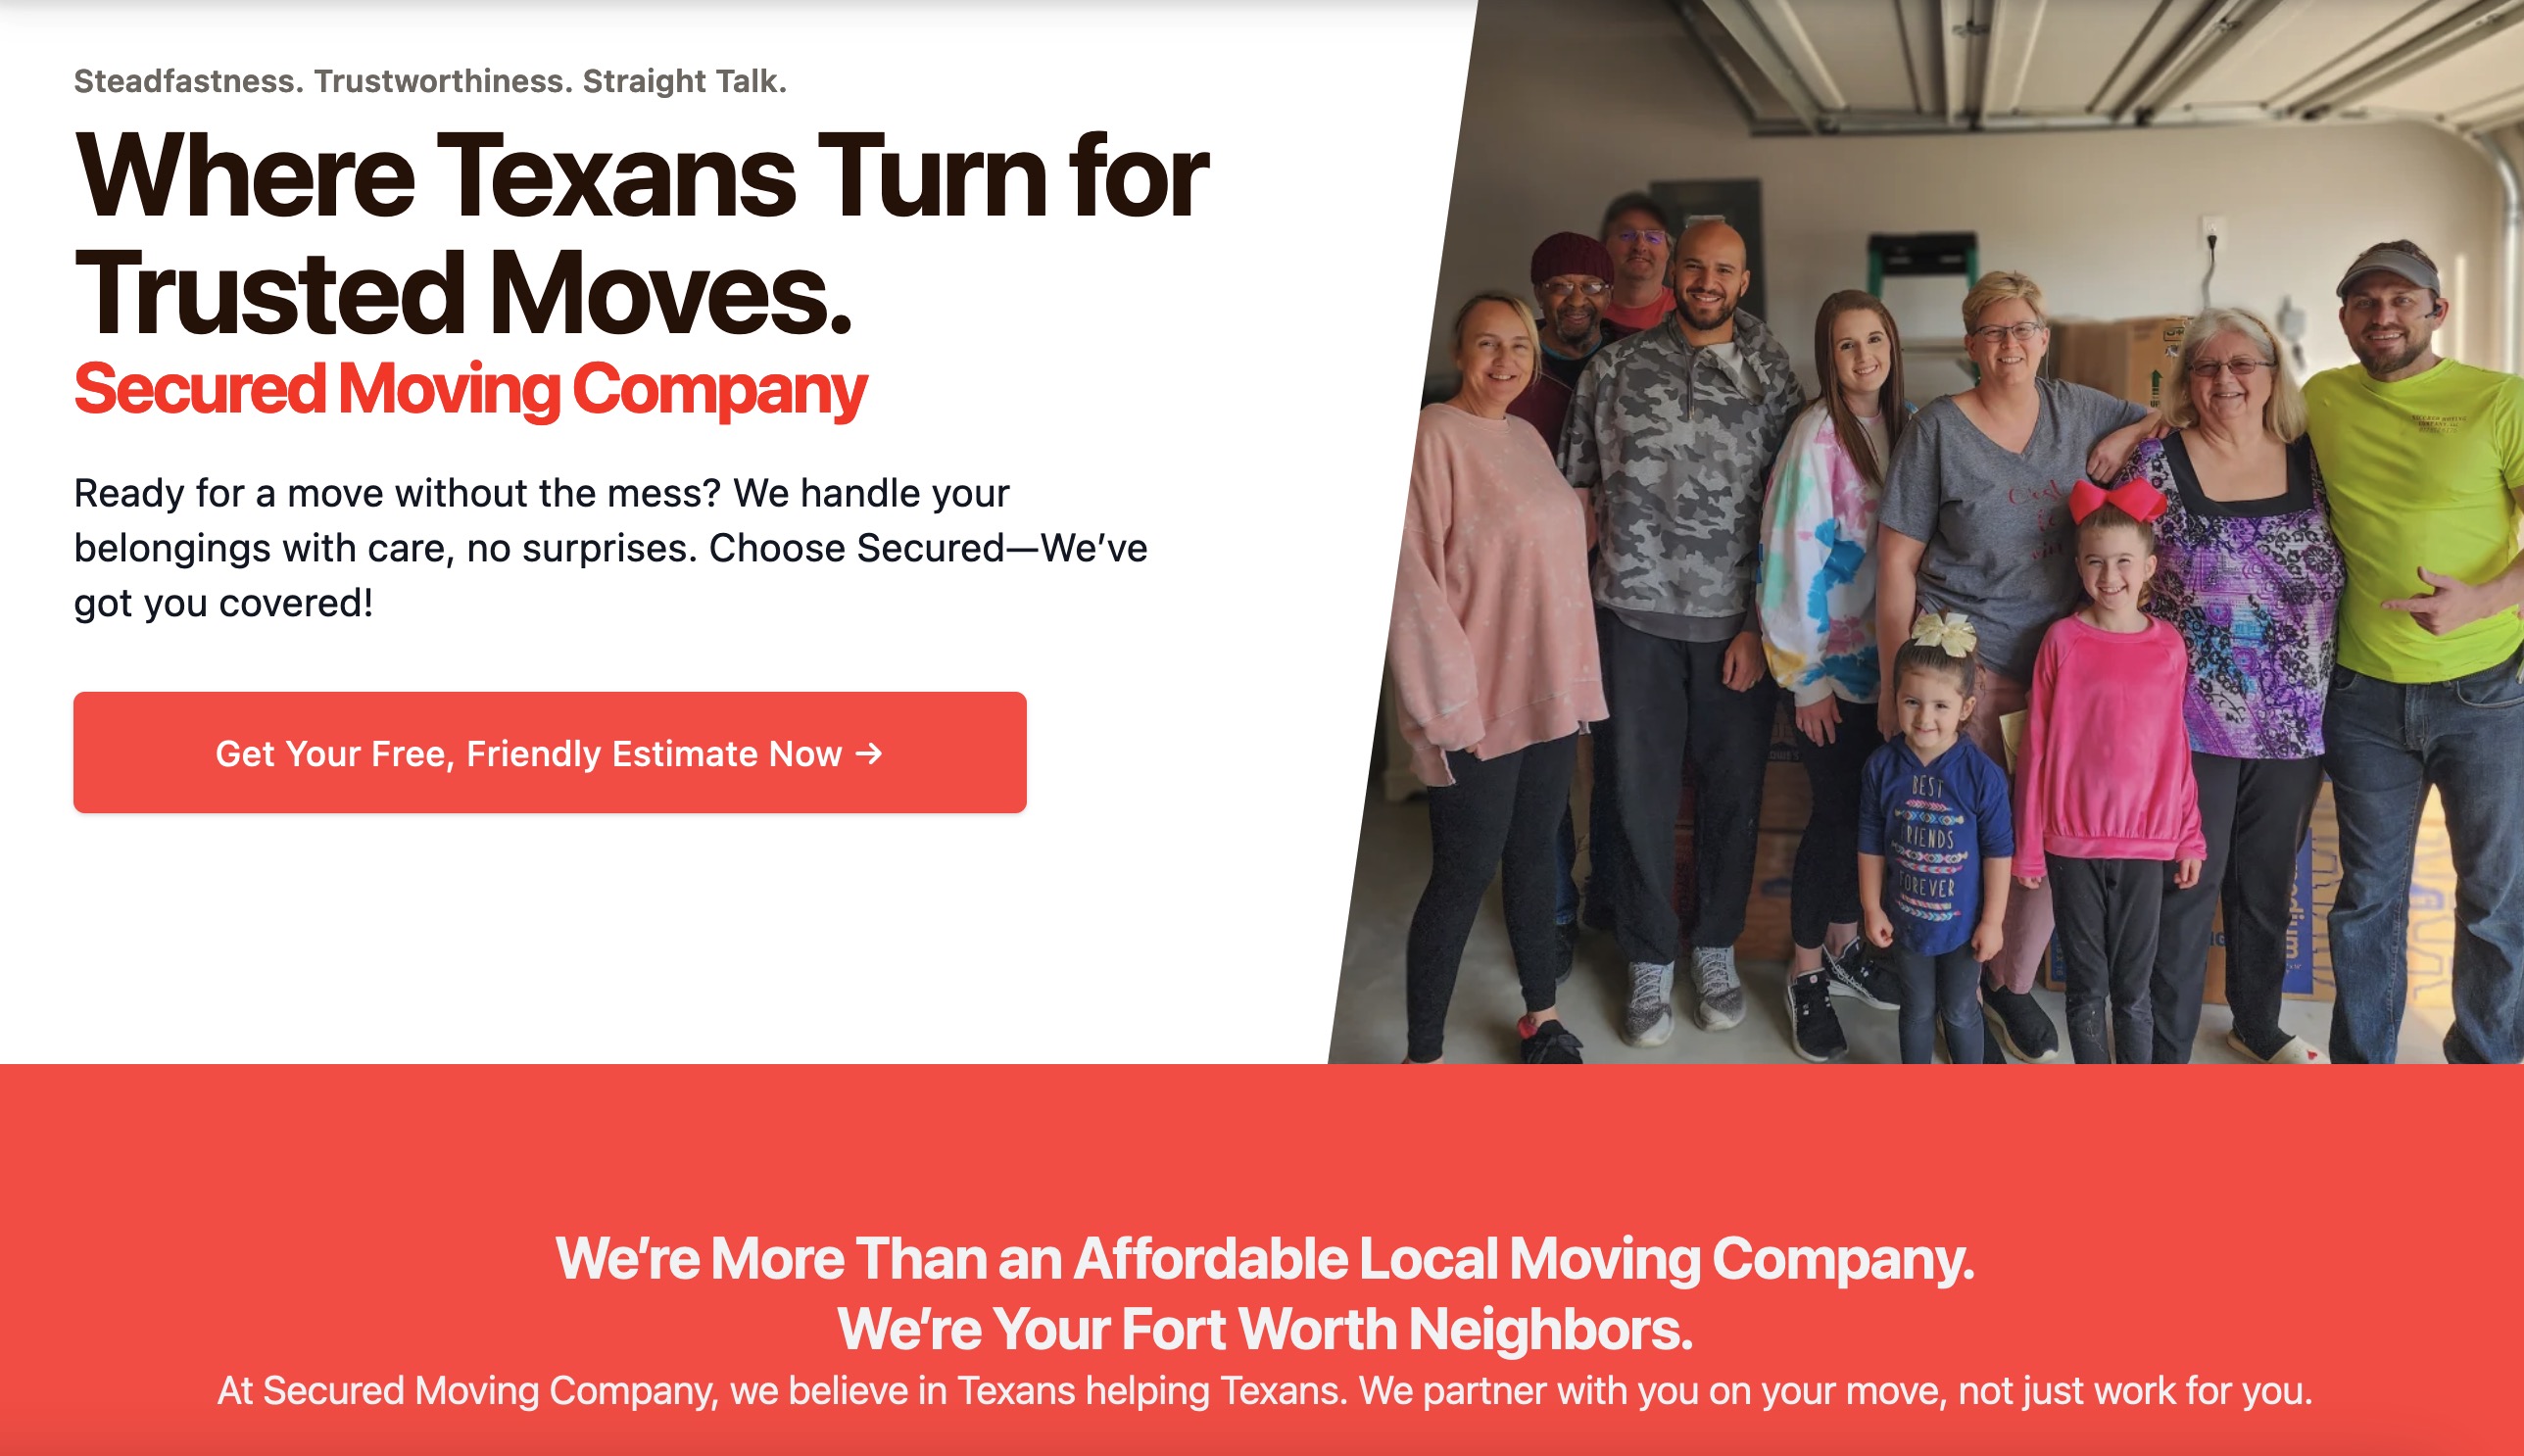 Steadfastness. Trustworthiness. Straight Talk.
Where Texans Turn for
Trusted Moves.
Secured Moving Company
Ready for a move without the mess? We handle your
belongings with care, no surprises. Choose Secured—We’ve
got you covered!
Get Your Free, Friendly Estimate Now →
BEST
FRIENDS
FOREVER
We’re More Than an Affordable Local Moving Company.
We’re Your Fort Worth Neighbors.
At Secured Moving Company, we believe in Texans helping Texans. We partner with you on your move, not just work for you.